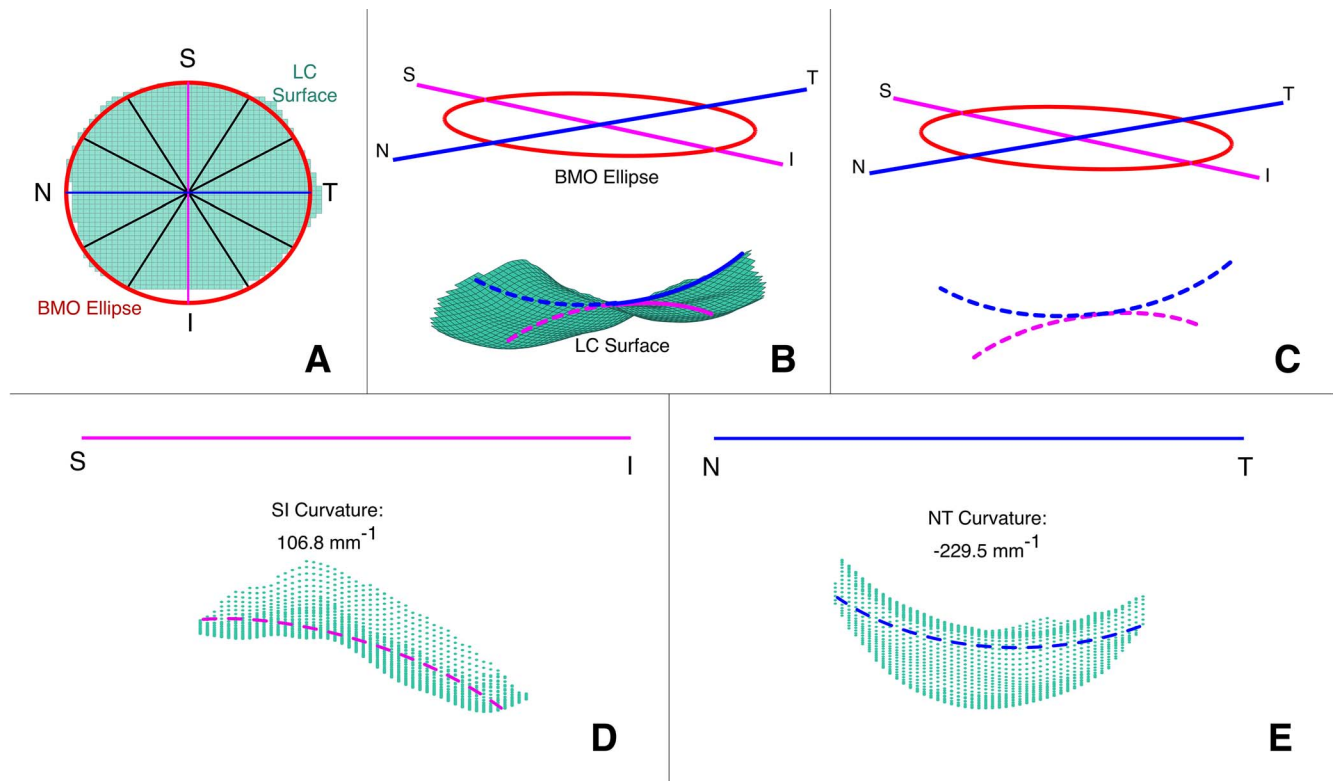 S
LC
Surface
N
T
BMO Ellipse
I
A
S
T
N
I
BMO Ellipse
LC Surface
B
S
T
N
I
C
S
I
SI Curvature:
106.8 mm-1
D
N
T
NT Curvature:
-229.5 mm-1
E